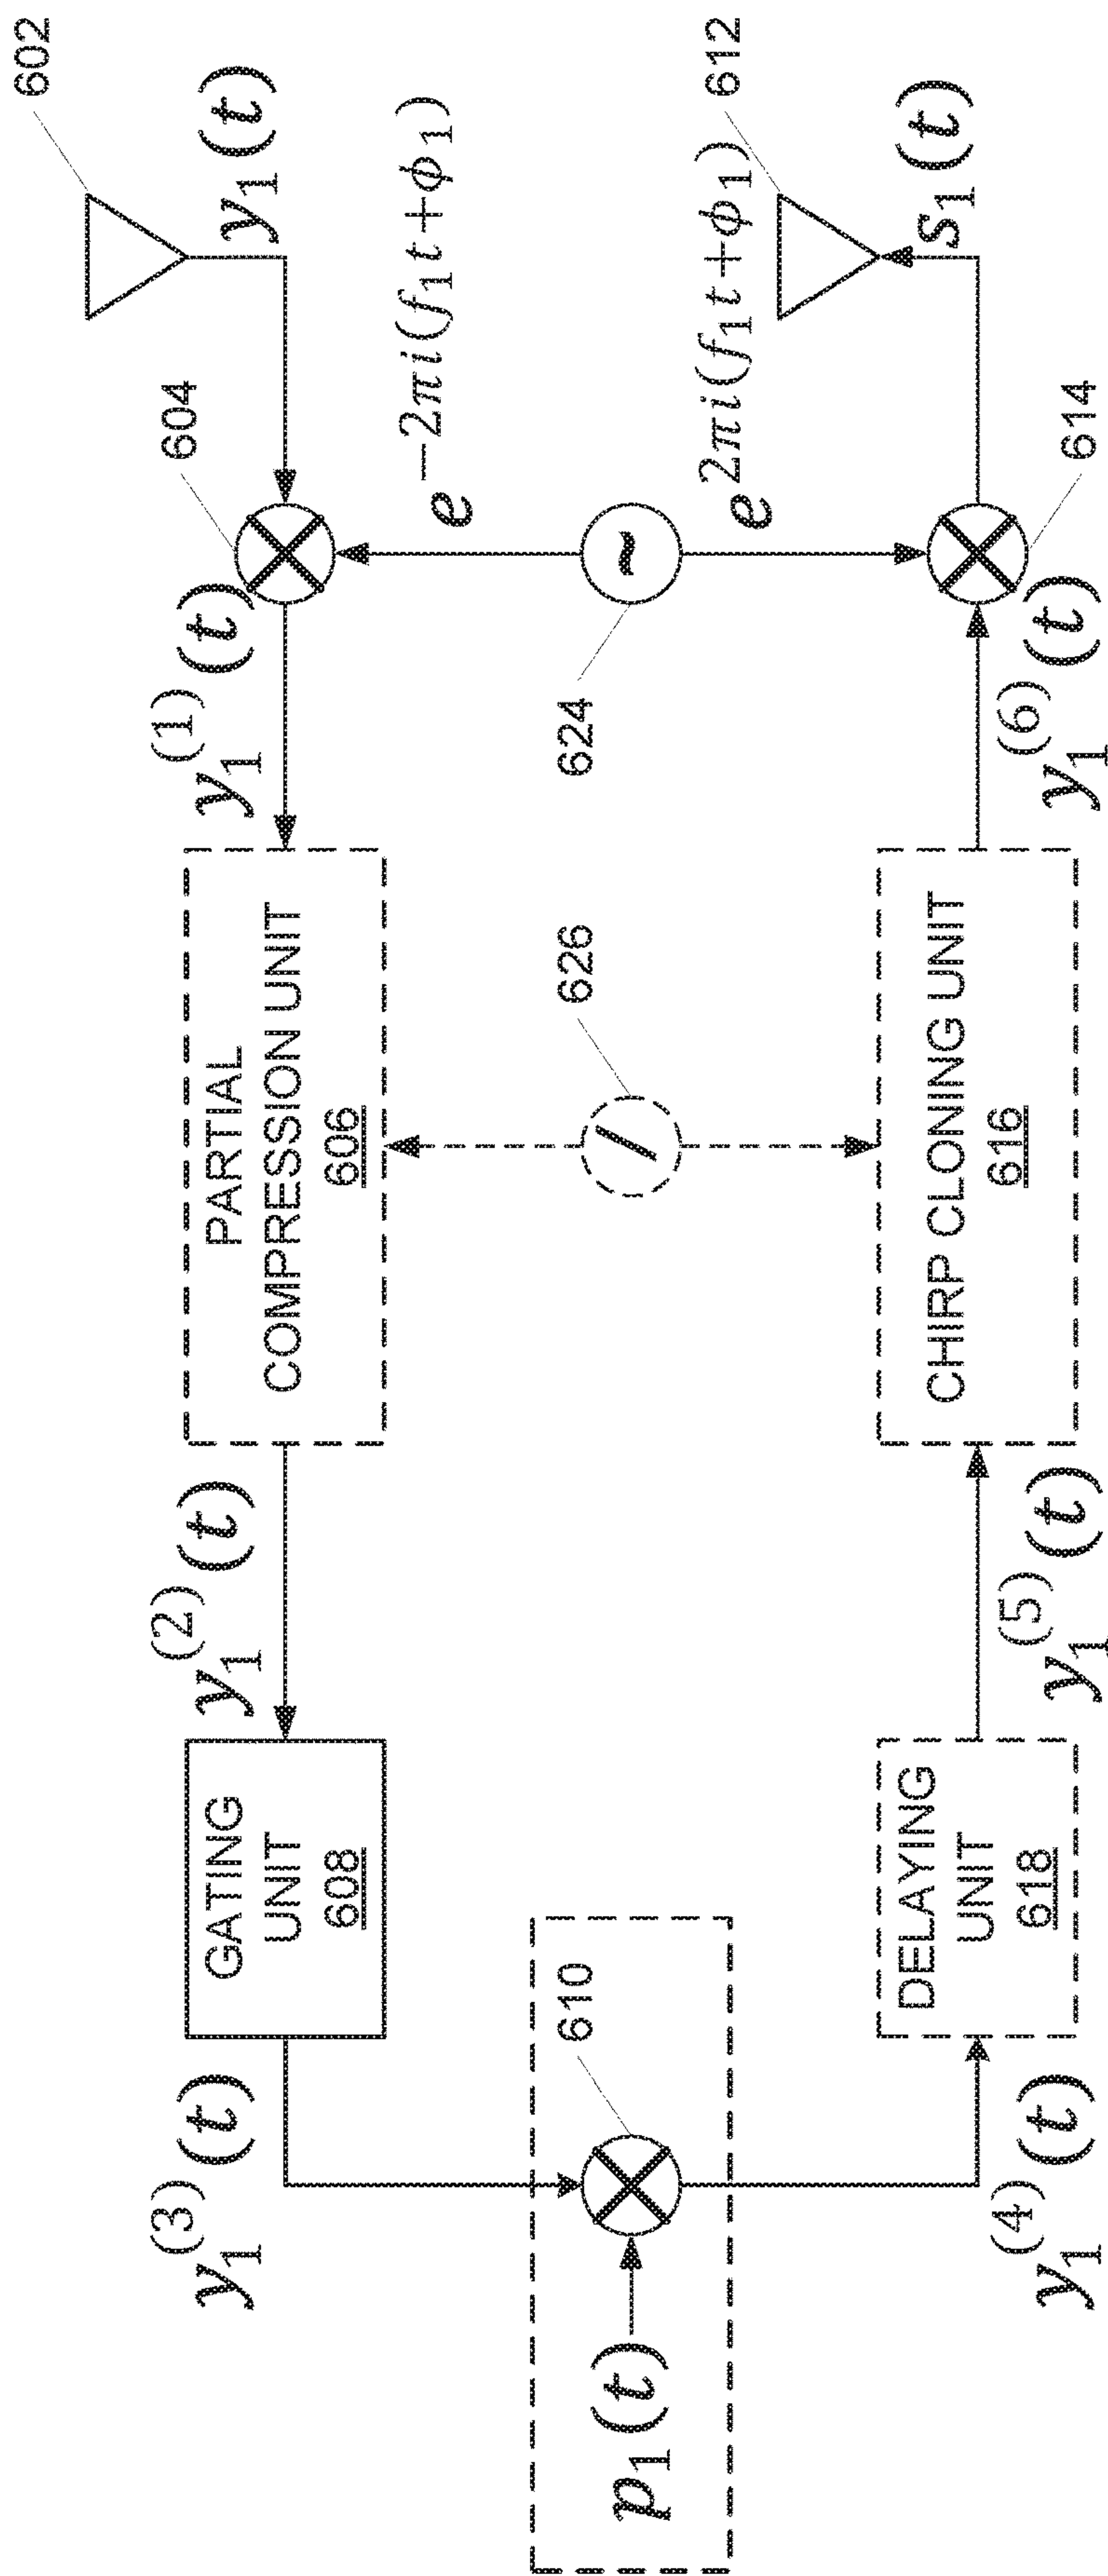 602
y₁(t)
604
e^{-2πi(f₁t+ϕ₁)}
y₁^{(1)}(t)
PARTIAL
COMPRESSION UNIT
606
y₁^{(2)}(t)
GATING
UNIT
608
y₁^{(3)}(t)
610
p₁(t)
626
624
y₁^{(4)}(t)
DELAYING
UNIT
618
y₁^{(5)}(t)
CHIRP CLONING UNIT
616
y₁^{(6)}(t)
614
e^{2πi(f₁t+ϕ₁)}
612
s₁(t)